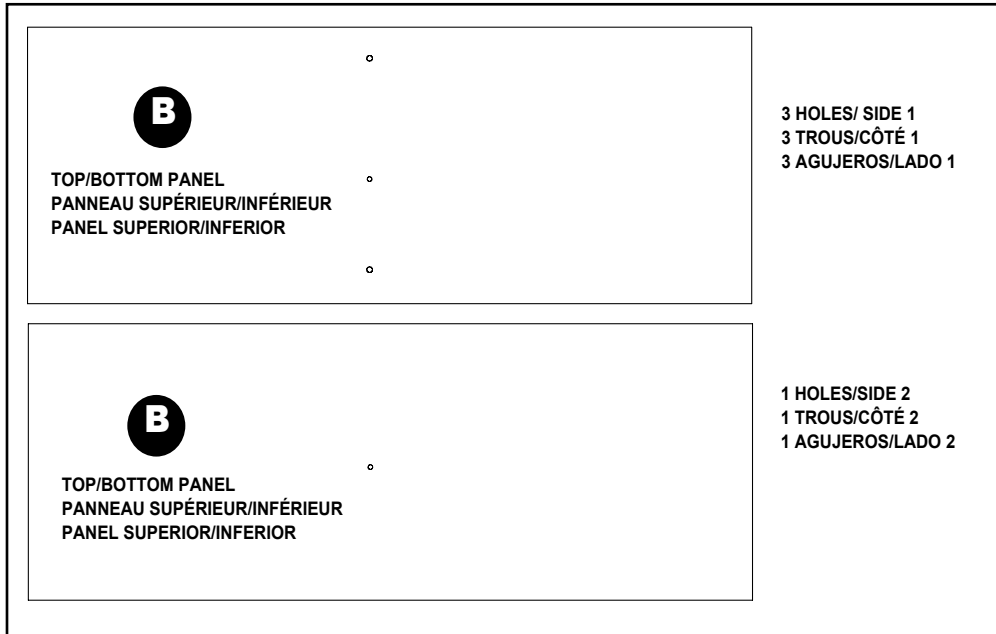 B
TOP/BOTTOM PANEL
PANNEAU SUPÉRIEUR/INFÉRIEUR
PANEL SUPERIOR/INFERIOR
3 HOLES/ SIDE 1
3 TROUS/CÔTÉ 1
3 AGUJEROS/LADO 1
B
TOP/BOTTOM PANEL
PANNEAU SUPÉRIEUR/INFÉRIEUR
PANEL SUPERIOR/INFERIOR
1 HOLES/SIDE 2
1 TROUS/CÔTÉ 2
1 AGUJEROS/LADO 2